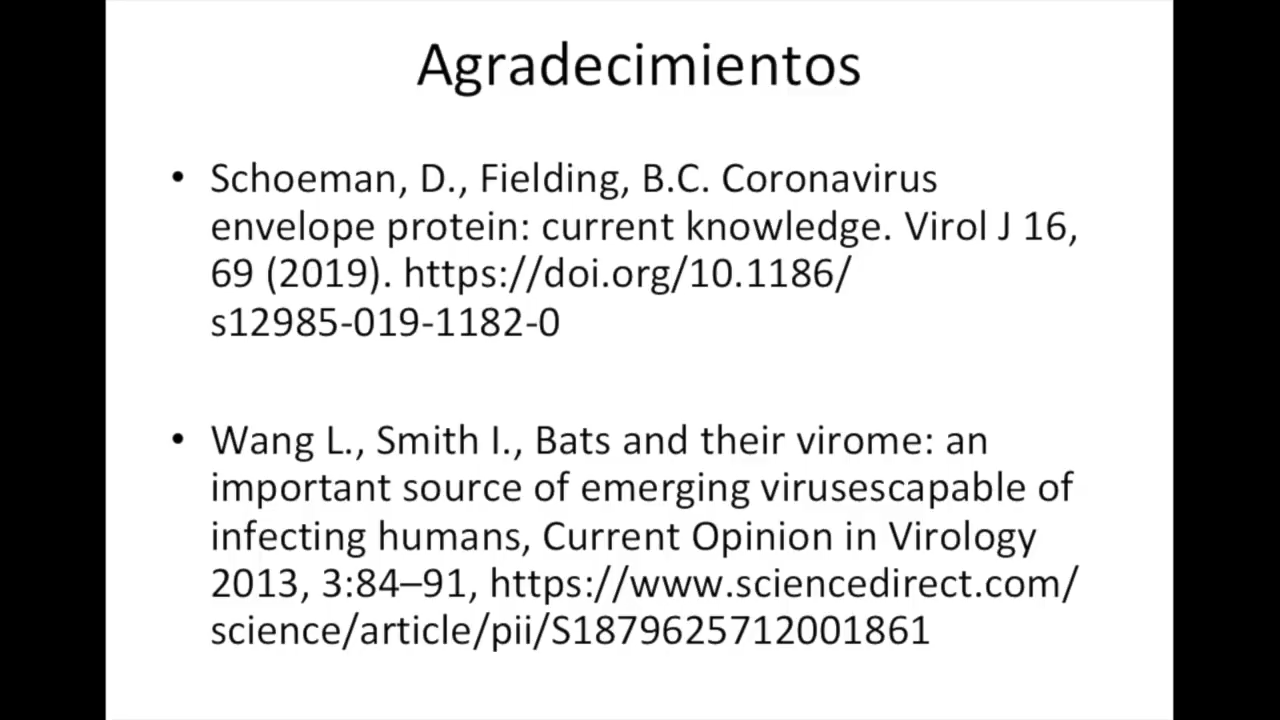 Agradecimientos
• Schoeman, D., Fielding, B.C. Coronavirus
envelope protein: current knowledge. Virol J 16,
69 (2019). https://doi.org/10.1186/
s12985-019-1182-0
• Wang L., Smith I., Bats and their virome: an
important source of emerging virusescapable of
infecting humans, Current Opinion in Virology
2013, 3:84–91, https://www.sciencedirect.com/
science/article/pii/S1879625712001861